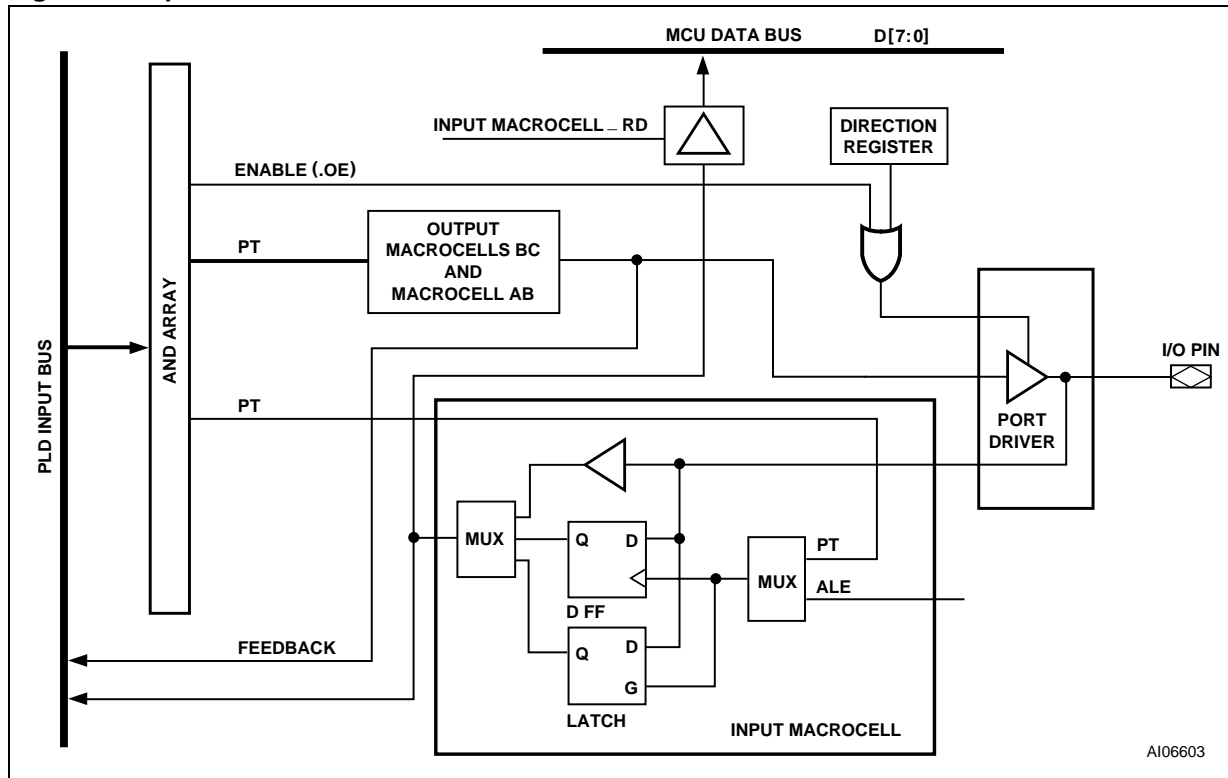 MCU DATA BUS D[7:0]
INPUT MACROCELL _ RD
DIRECTION
REGISTER
ENABLE (.OE)
PT
OUTPUT
MACROCELLS BC
AND
MACROCELL AB
PLD INPUT BUS
AND ARRAY
I/O PIN
PT
PORT
DRIVER
MUX
Q
D
D FF
MUX
PT
ALE
FEEDBACK
Q
D
G
LATCH
INPUT MACROCELL
AI06603